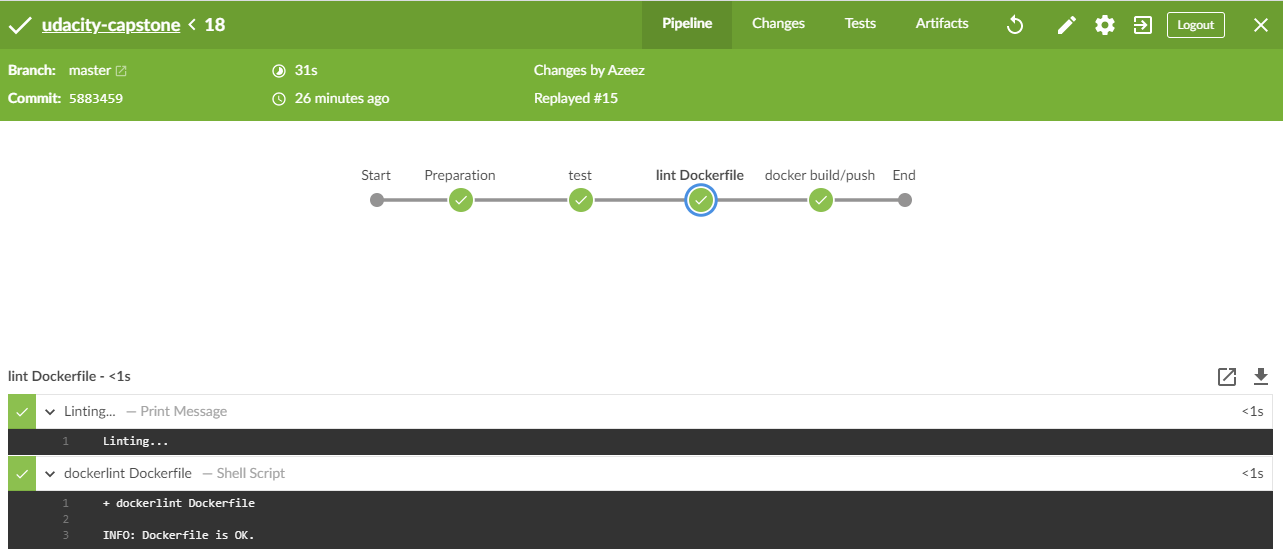 udacity-capstone < 18 Pipeline Changes Tests Artifacts Logout
Branch: master 31s Changes by Azeez
Commit: 5883459 26 minutes ago Replayed #15
Start Preparation test lint Dockerfile docker build/push End
lint Dockerfile - <1s
Linting... — Print Message <1s
1 Linting...
dockerlint Dockerfile — Shell Script <1s
1 + dockerlint Dockerfile
2
3 INFO: Dockerfile is OK.